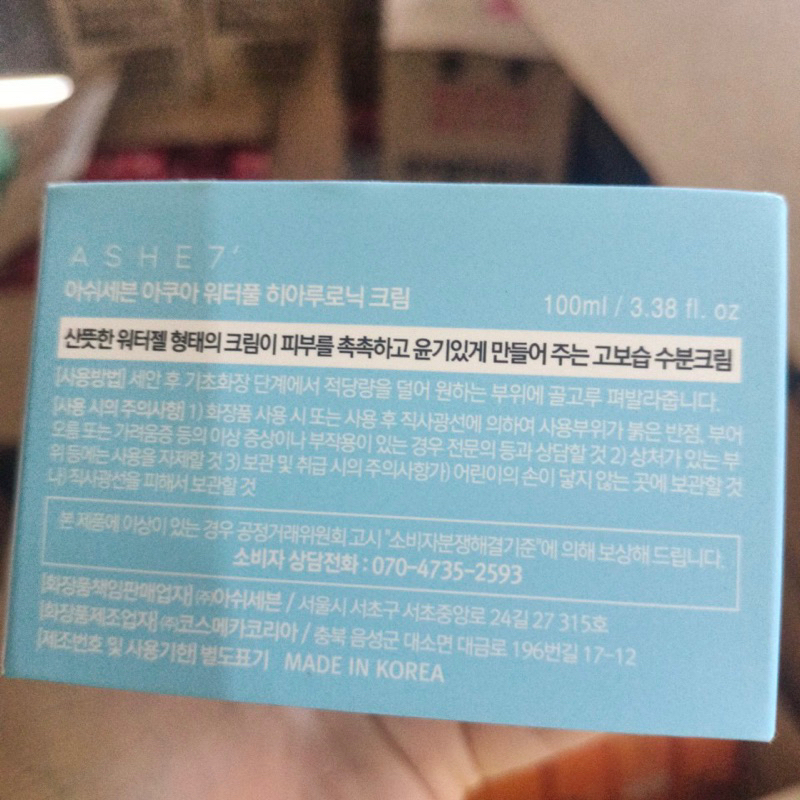 ASHE7′
아쉬세븐 아쿠아 워터풀 히아루로닉 크림
100ml / 3.38 fl. oz
산뜻한 워터젤 형태의 크림이 피부를 촉촉하고 윤기있게 만들어 주는 고보습 수분크림
[사용방법] 세안 후 기초화장 단계에서 적당량을 덜어 원하는 부위에 골고루 펴발라줍니다.
[사용 시의 주의사항] 1) 화장품 사용 시 또는 사용 후 직사광선에 의하여 사용부위가 붉은 반점, 부어
오름 또는 가려움증 등의 이상 증상이나 부작용이 있는 경우 전문의 등과 상담할 것 2) 상처가 있는 부
위 등에는 사용을 자제할 것 3) 보관 및 취급 시의 주의사항가) 어린이의 손이 닿지 않는 곳에 보관할 것
나) 직사광선을 피해서 보관할 것
본 제품에 이상이 있는 경우 공정거래위원회 고시 "소비자분쟁해결기준"에 의해 보상해 드립니다.
소비자 상담전화 : 070-4735-2593
[화장품책임판매업자] ㈜아쉬세븐 / 서울시 서초구 서초중앙로 24길 27 315호
[화장품제조업자] ㈜코스메카코리아 / 충북 음성군 대소면 대금로 196번길 17-12
[제조번호 및 사용기한] 별도표기 MADE IN KOREA